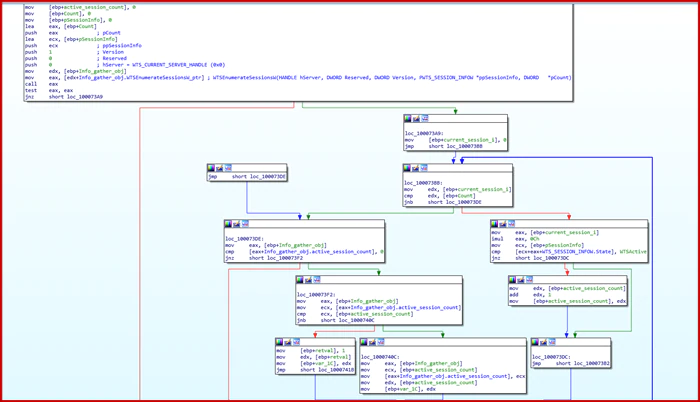 mov [ebp+active_session_count], 0
mov [ebp+Count], 0
mov [ebp+pSessionInfo], 0
lea eax, [ebp+Count]
push eax ; pCount
lea ecx, [ebp+pSessionInfo]
push ecx ; ppSessionInfo
push 1 ; Version
push 0 ; Reserved
push 0 ; hServer = WTS_CURRENT_SERVER_HANDLE (0x0)
mov edx, [ebp+Info_gather_obj]
mov eax, [edx+Info_gather_obj.WTSEnumerateSessionsW_ptr] ; WTSEnumerateSessionsW(HANDLE hServer, DWORD Reserved, DWORD Version, PWTS_SESSION_INFOW *ppSessionInfo, DWORD *pCount)
call eax
test eax, eax
jnz short loc_100073A9
loc_100073A9:
mov [ebp+current_session_i], 0
jmp short loc_100073BB
jmp short loc_100073DE
loc_100073BB:
mov edx, [ebp+current_session_i]
cmp edx, [ebp+Count]
jnb short loc_100073DE
loc_100073DE:
mov eax, [ebp+Info_gather_obj]
cmp [eax+Info_gather_obj.active_session_count], 0
jnz short loc_100073F2
mov eax, [ebp+current_session_i]
imul eax, 0Ch
mov ecx, [ebp+pSessionInfo]
cmp [ecx+eax+WTS_SESSION_INFOW.State], WTSActive
jnz short loc_100073DC
loc_100073F2:
mov eax, [ebp+Info_gather_obj]
mov ecx, [eax+Info_gather_obj.active_session_count]
cmp ecx, [ebp+active_session_count]
jnb short loc_1000740C
mov edx, [ebp+active_session_count]
add edx, 1
mov [ebp+active_session_count], edx
mov [ebp+retval], 1
mov edx, [ebp+retval]
mov [ebp+var_1C], edx
jmp short loc_1000741B
loc_1000740C:
mov eax, [ebp+Info_gather_obj]
mov ecx, [ebp+active_session_count]
mov [eax+Info_gather_obj.active_session_count], ecx
mov edx, [ebp+active_session_count]
mov [ebp+var_1C], edx
loc_100073DC:
jmp short loc_100073B2